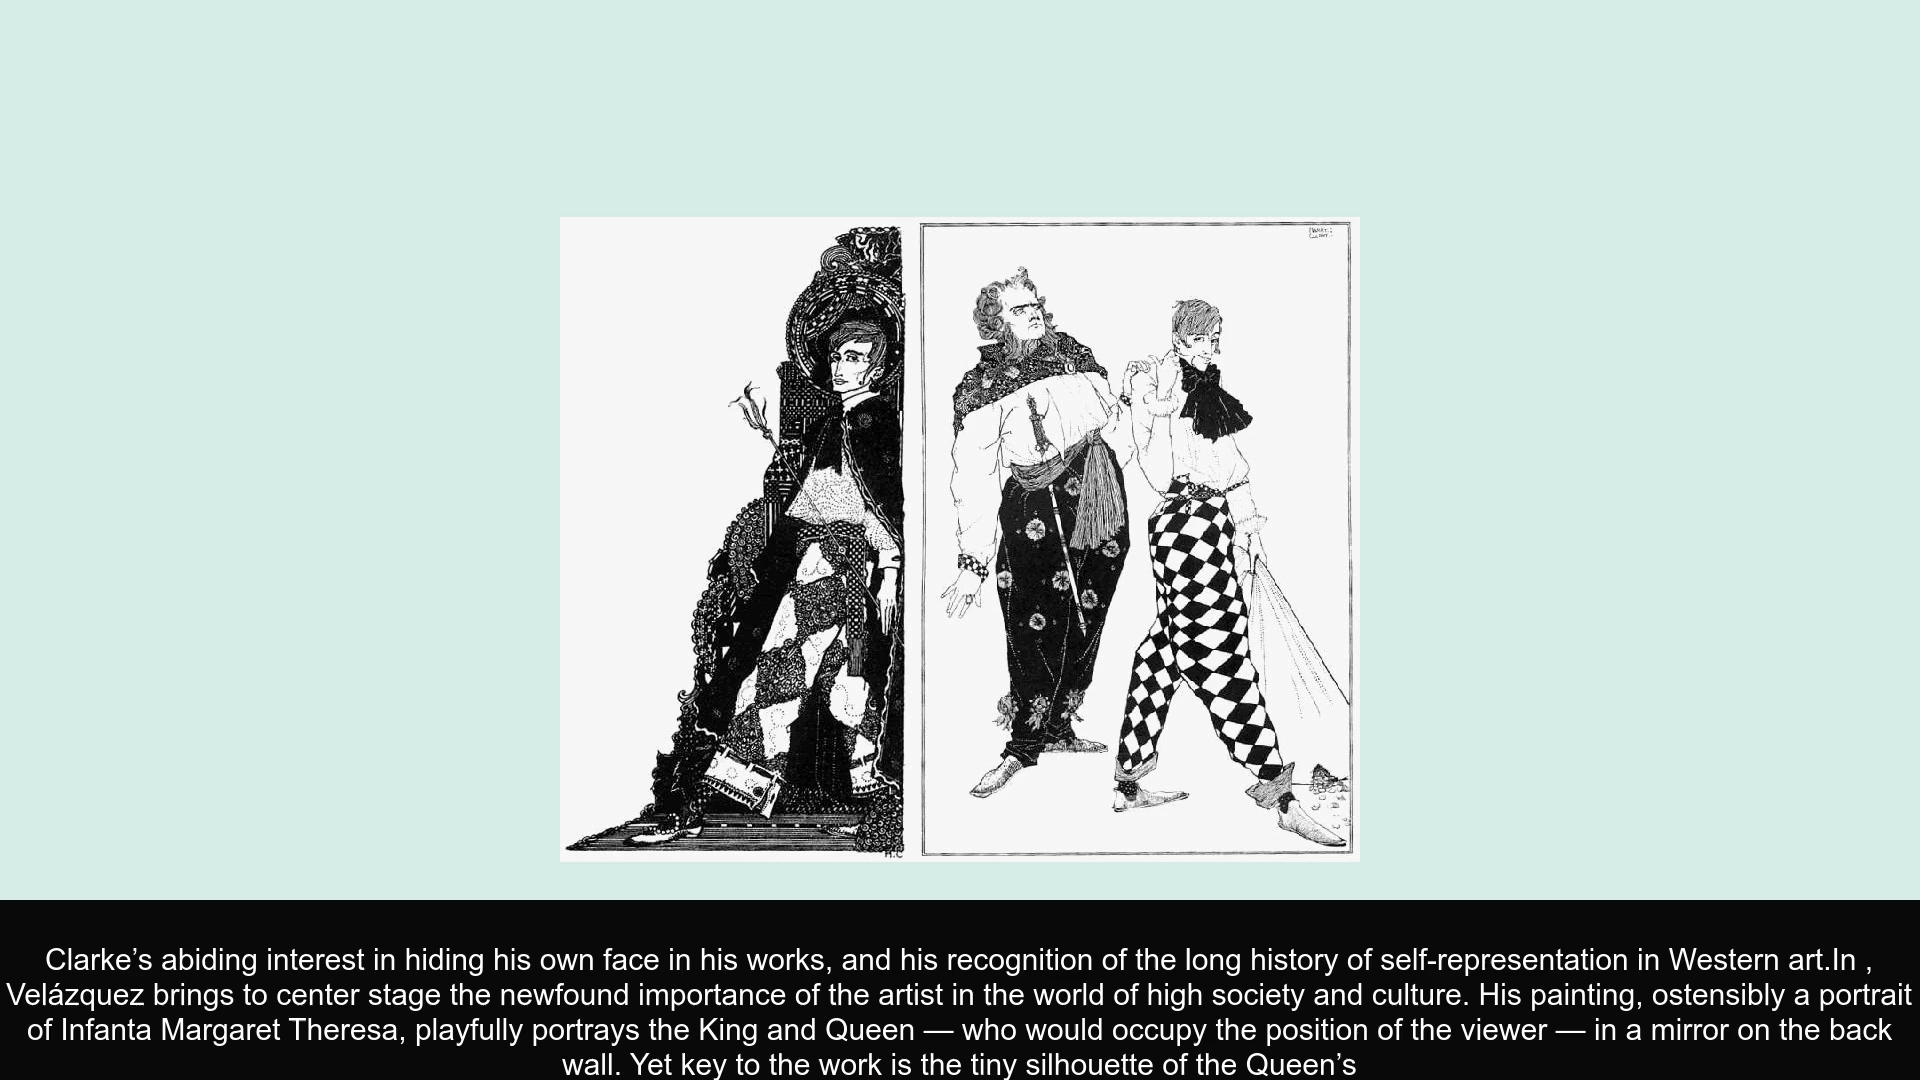 H.C
Clarke’s abiding interest in hiding his own face in his works, and his recognition of the long history of self-representation in Western art.In ,
Velázquez brings to center stage the newfound importance of the artist in the world of high society and culture. His painting, ostensibly a portrait
of Infanta Margaret Theresa, playfully portrays the King and Queen — who would occupy the position of the viewer — in a mirror on the back
wall. Yet key to the work is the tiny silhouette of the Queen’s